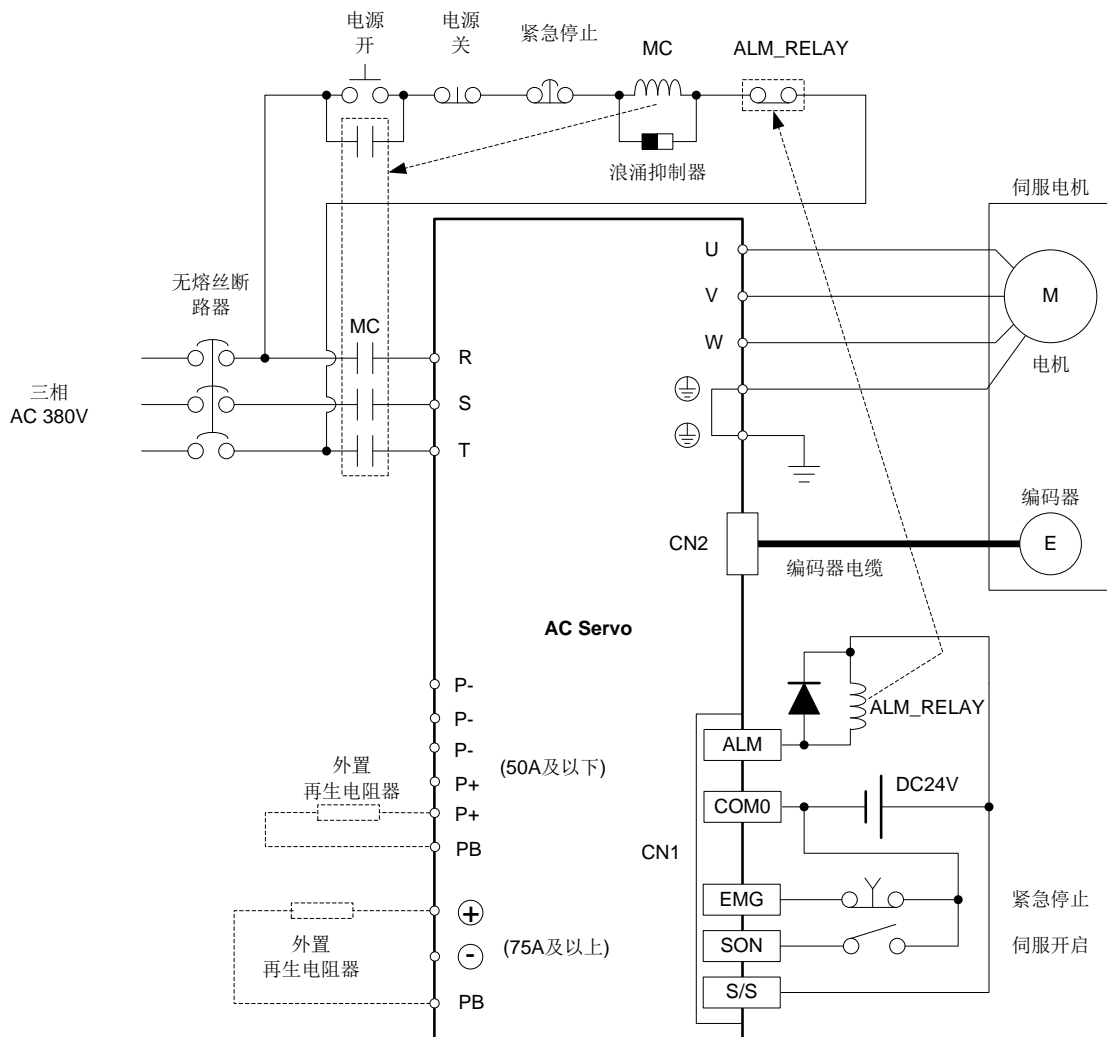 电源
开
电源
关
紧急停止
MC
ALM_RELAY
浪涌抑制器
伺服电机
无熔丝断
路器
MC
三相
AC 380V
R
S
T
U
V
W
M
电机
编码器
E
CN2
编码器电缆
AC Servo
P-
P-
P-
P+
P+
PB
(50A及以下)
外置
再生电阻器
+
-
PB
(75A及以上)
外置
再生电阻器
ALM_RELAY
ALM
COM0
DC24V
CN1
EMG
紧急停止
SON
伺服开启
S/S